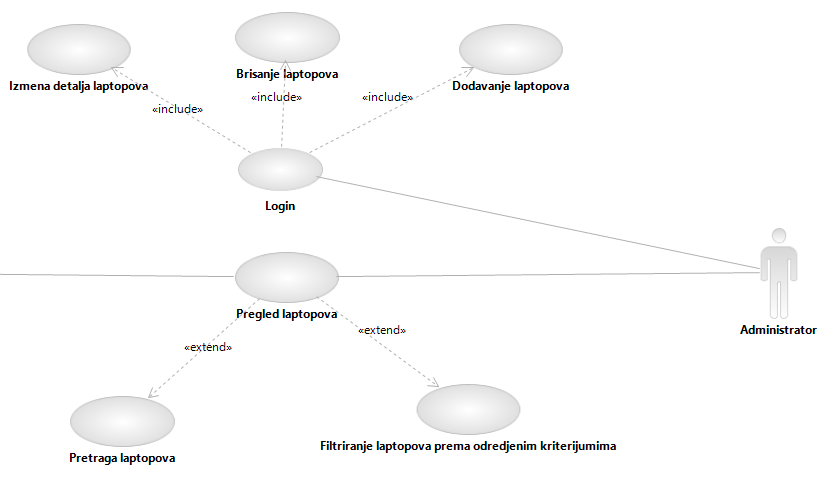 Izmena detalja laptopova
Brisanje laptopova
Dodavanje laptopova
«include»
«include»
«include»
Login
Pregled laptopova
Administrator
«extend»
«extend»
Pretraga laptopova
Filtriranje laptopova prema odredjenim kriterijumima